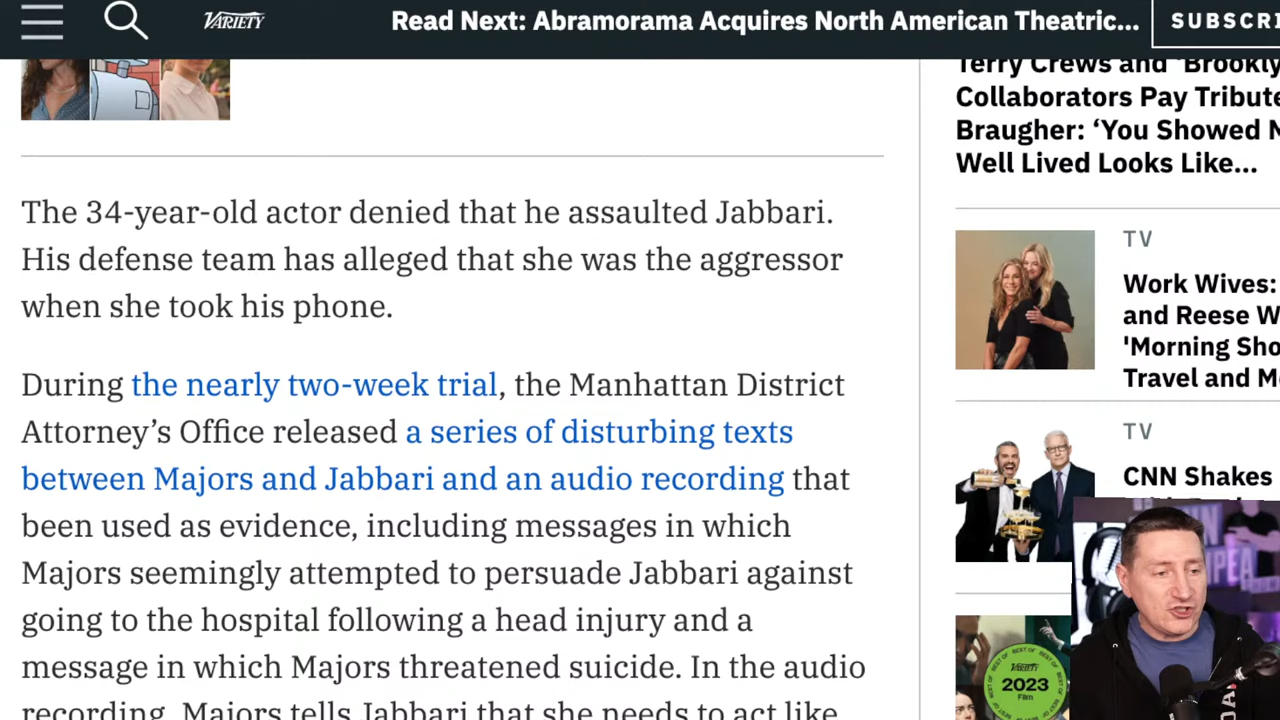 VARIETY
Read Next: Abramorama Acquires North American Theatric...
SUBSCRI
The 34-year-old actor denied that he assaulted Jabbari.
His defense team has alleged that she was the aggressor
when she took his phone.
During the nearly two-week trial, the Manhattan District
Attorney’s Office released a series of disturbing texts
between Majors and Jabbari and an audio recording that
been used as evidence, including messages in which
Majors seemingly attempted to persuade Jabbari against
going to the hospital following a head injury and a
message in which Majors threatened suicide. In the audio
recording, Majors tells Jabbari that she needs to act like
Terry Crews and ‘Brookly
Collaborators Pay Tribute
Braugher: ‘You Showed M
Well Lived Looks Like...
TV
Work Wives:
and Reese W
'Morning Sho
Travel and M
TV
CNN Shakes
BEST OF
VARIETY
2023
Film